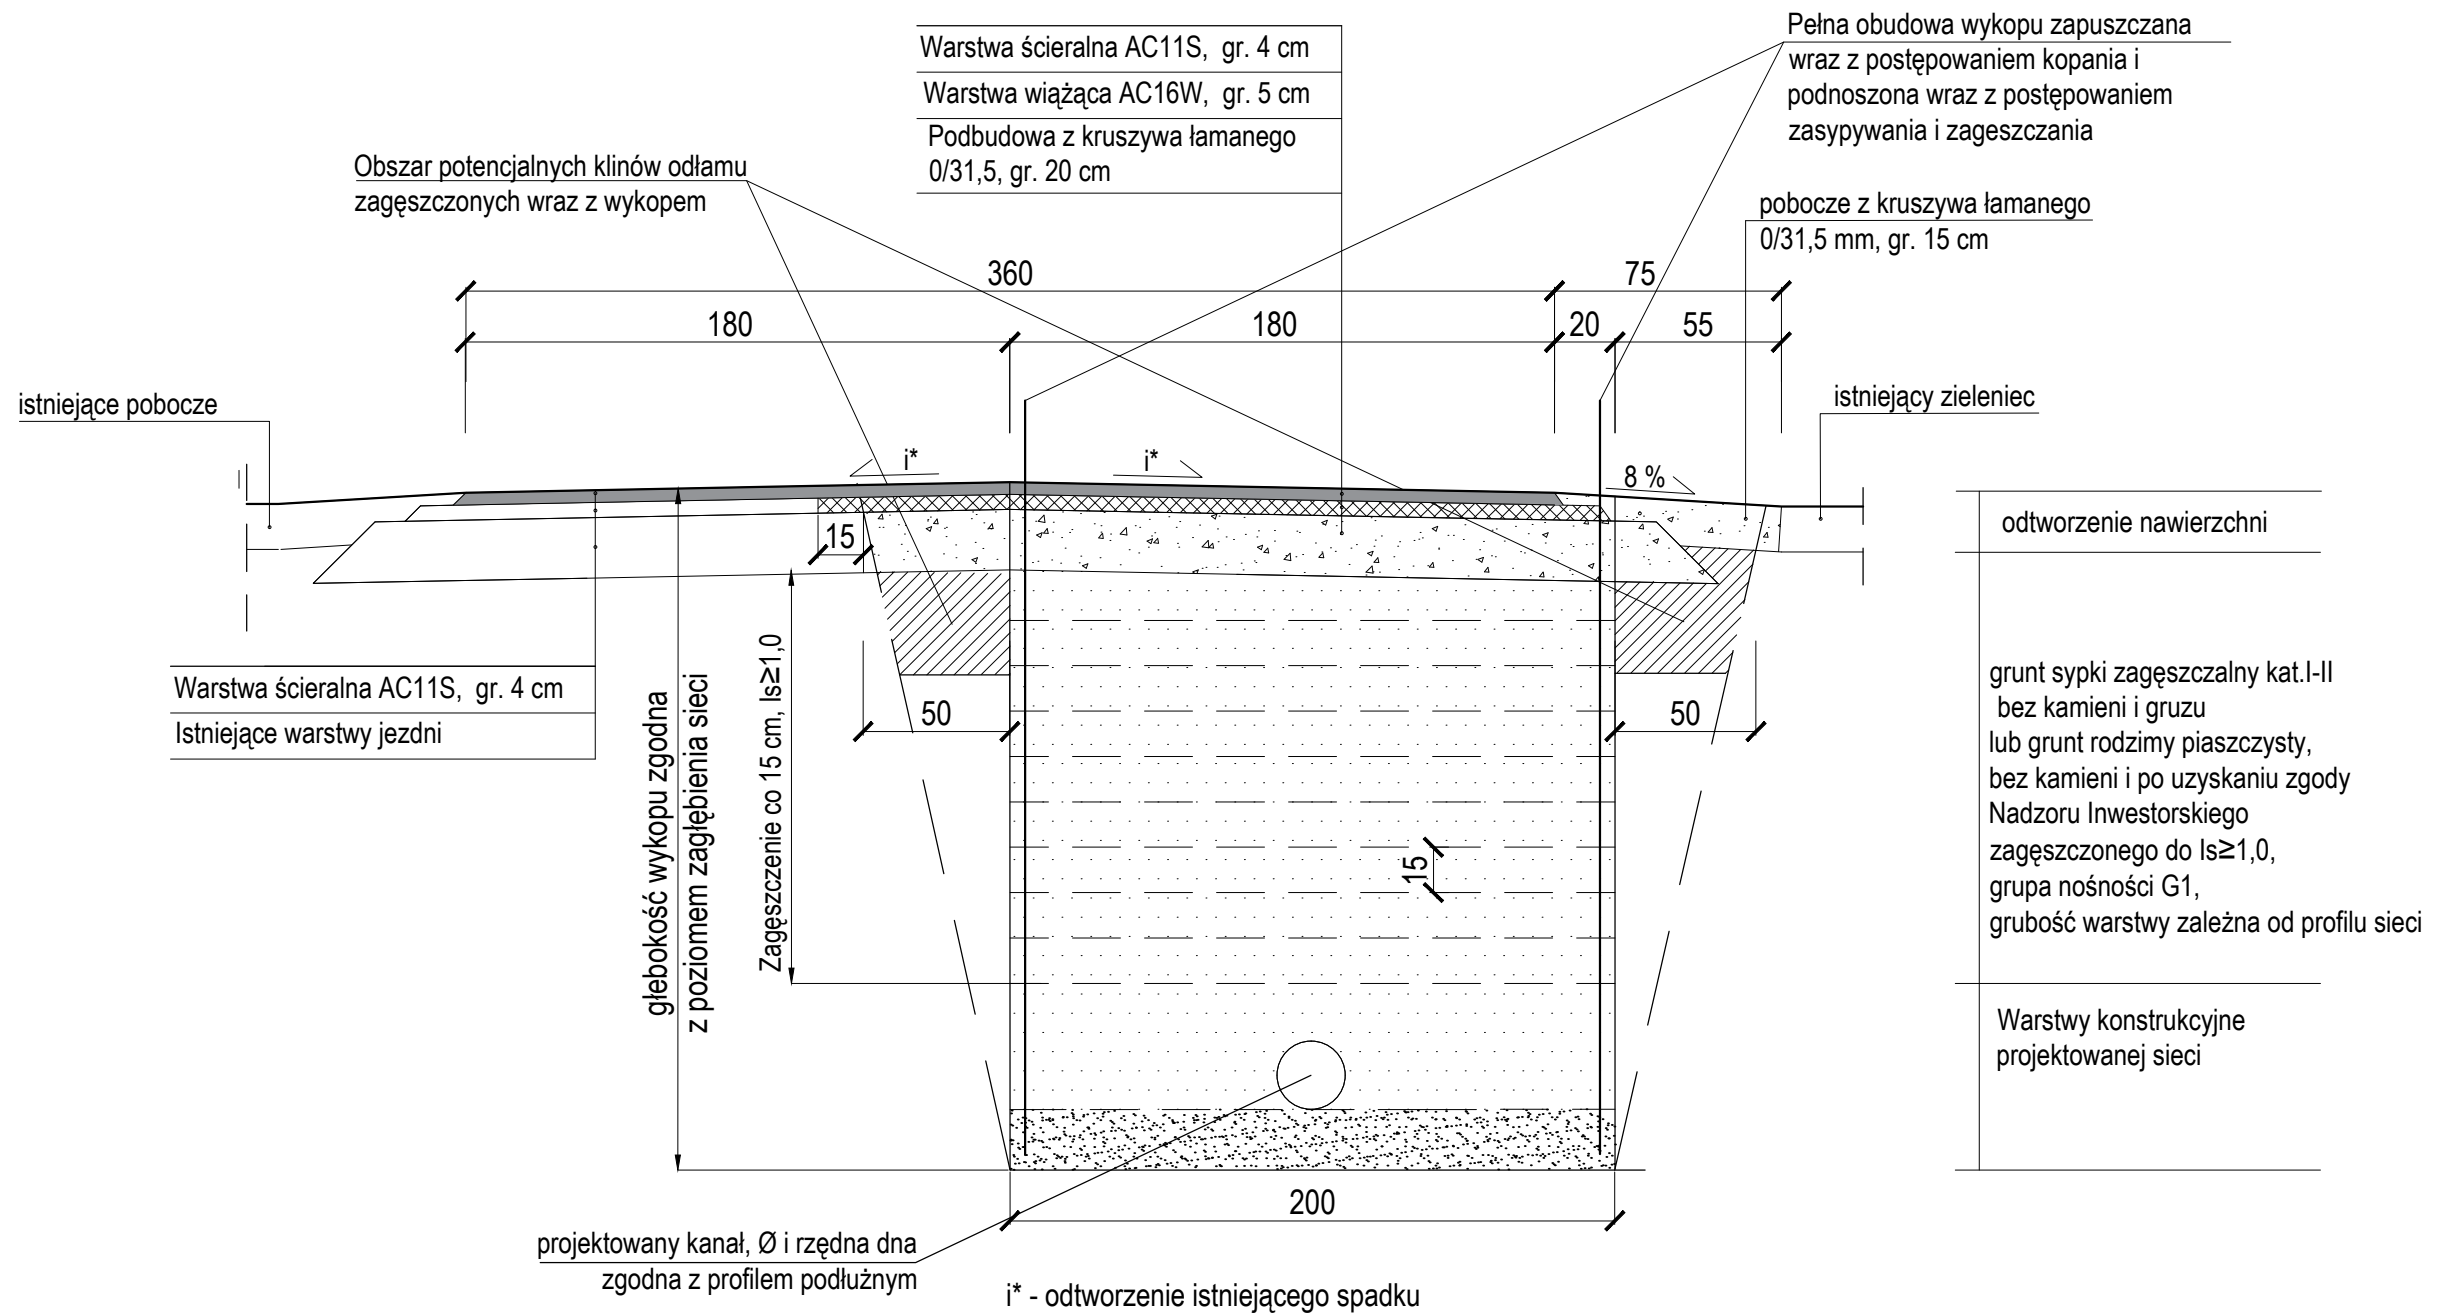 Warstwa ścieralna AC11S, gr. 4 cm
Warstwa wiążąca AC16W, gr. 5 cm
Podbudowa z kruszywa łamanego
0/31,5, gr. 20 cm
Pełna obudowa wykopu zapuszczana
wraz z postępowaniem kopania i
podnoszona wraz z postępowaniem
zasypywania i zageszczania
Obszar potencjalnych klinów odłamu
zagęszczonych wraz z wykopem
pobocze z kruszywa łamanego
0/31,5 mm, gr. 15 cm
360
75
180
180
20
55
istniejące pobocze
istniejący zieleniec
i*
i*
8 %
15
odtworzenie nawierzchni
Warstwa ścieralna AC11S, gr. 4 cm
Istniejące warstwy jezdni
głebokość wykopu zgodna
z poziomem zagłębienia sieci
Zagęszczenie co 15 cm, Is≥1,0
50
50
15
grunt sypki zagęszczalny kat.I-II
bez kamieni i gruzu
lub grunt rodzimy piaszczysty,
bez kamieni i po uzyskaniu zgody
Nadzoru Inwestorskiego
zagęszczonego do Is≥1,0,
grupa nośności G1,
grubość warstwy zależna od profilu sieci
Warstwy konstrukcyjne
projektowanej sieci
200
projektowany kanał, Ø i rzędna dna
zgodna z profilem podłużnym
i* - odtworzenie istniejącego spadku